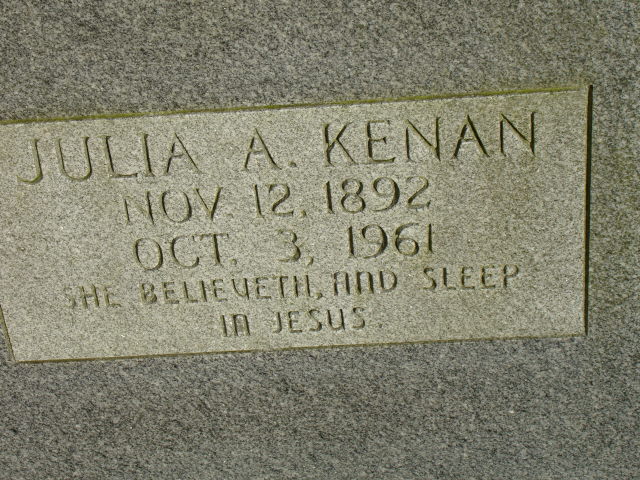 JULIA A. KENAN
NOV. 12, 1892
OCT. 3, 1961
SHE BELIEVETH, AND SLEEP
IN JESUS.